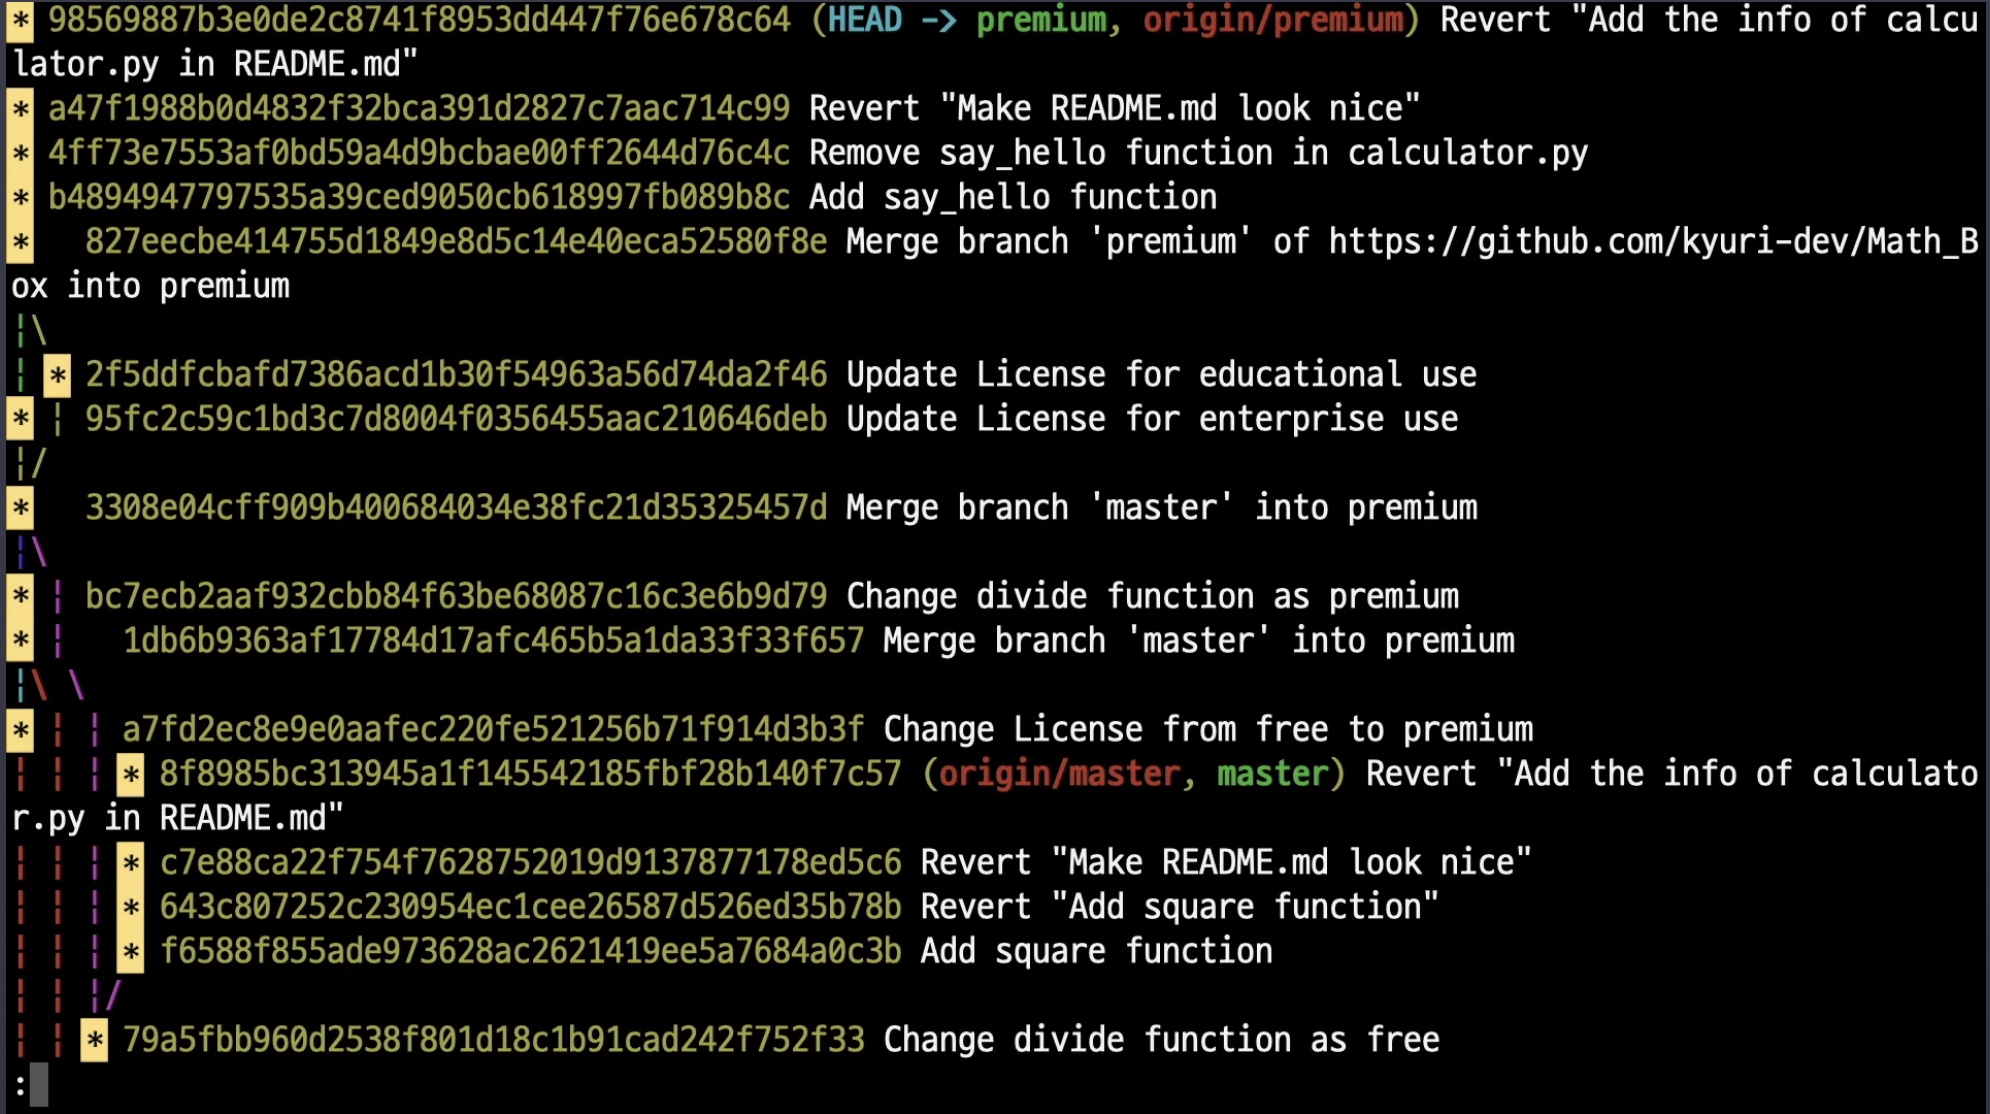 * 98569887b3e0de2c8741f8953dd447f76e678c64 (HEAD -> premium, origin/premium) Revert "Add the info of calcu
lator.py in README.md"
* a47f1988b0d4832f32bca391d2827c7aac714c99 Revert "Make README.md look nice"
* 4ff73e7553af0bd59a4d9bcbae00ff2644d76c4c Remove say_hello function in calculator.py
* b4894947797535a39ced9050cb618997fb089b8c Add say_hello function
*   827eecbe414755d1849e8d5c14e40eca52580f8e Merge branch 'premium' of https://github.com/kyuri-dev/Math_B
ox into premium
|\
| * 2f5ddfcbafd7386acd1b30f54963a56d74da2f46 Update License for educational use
* | 95fc2c59c1bd3c7d8004f0356455aac210646deb Update License for enterprise use
|/
*   3308e04cff909b400684034e38fc21d35325457d Merge branch 'master' into premium
|\
* | bc7ecb2aaf932cbb84f63be68087c16c3e6b9d79 Change divide function as premium
* |   1db6b9363af17784d17afc465b5a1da33f33f657 Merge branch 'master' into premium
|\ \
* | | a7fd2ec8e9e0aafec220fe521256b71f914d3b3f Change License from free to premium
| | | * 8f8985bc313945a1f145542185fbf28b140f7c57 (origin/master, master) Revert "Add the info of calculato
r.py in README.md"
| | | * c7e88ca22f754f7628752019d9137877178ed5c6 Revert "Make README.md look nice"
| | | * 643c807252c230954ec1cee26587d526ed35b78b Revert "Add square function"
| | | * f6588f855ade973628ac2621419ee5a7684a0c3b Add square function
| | |/
| | * 79a5fbb960d2538f801d18c1b91cad242f752f33 Change divide function as free
: